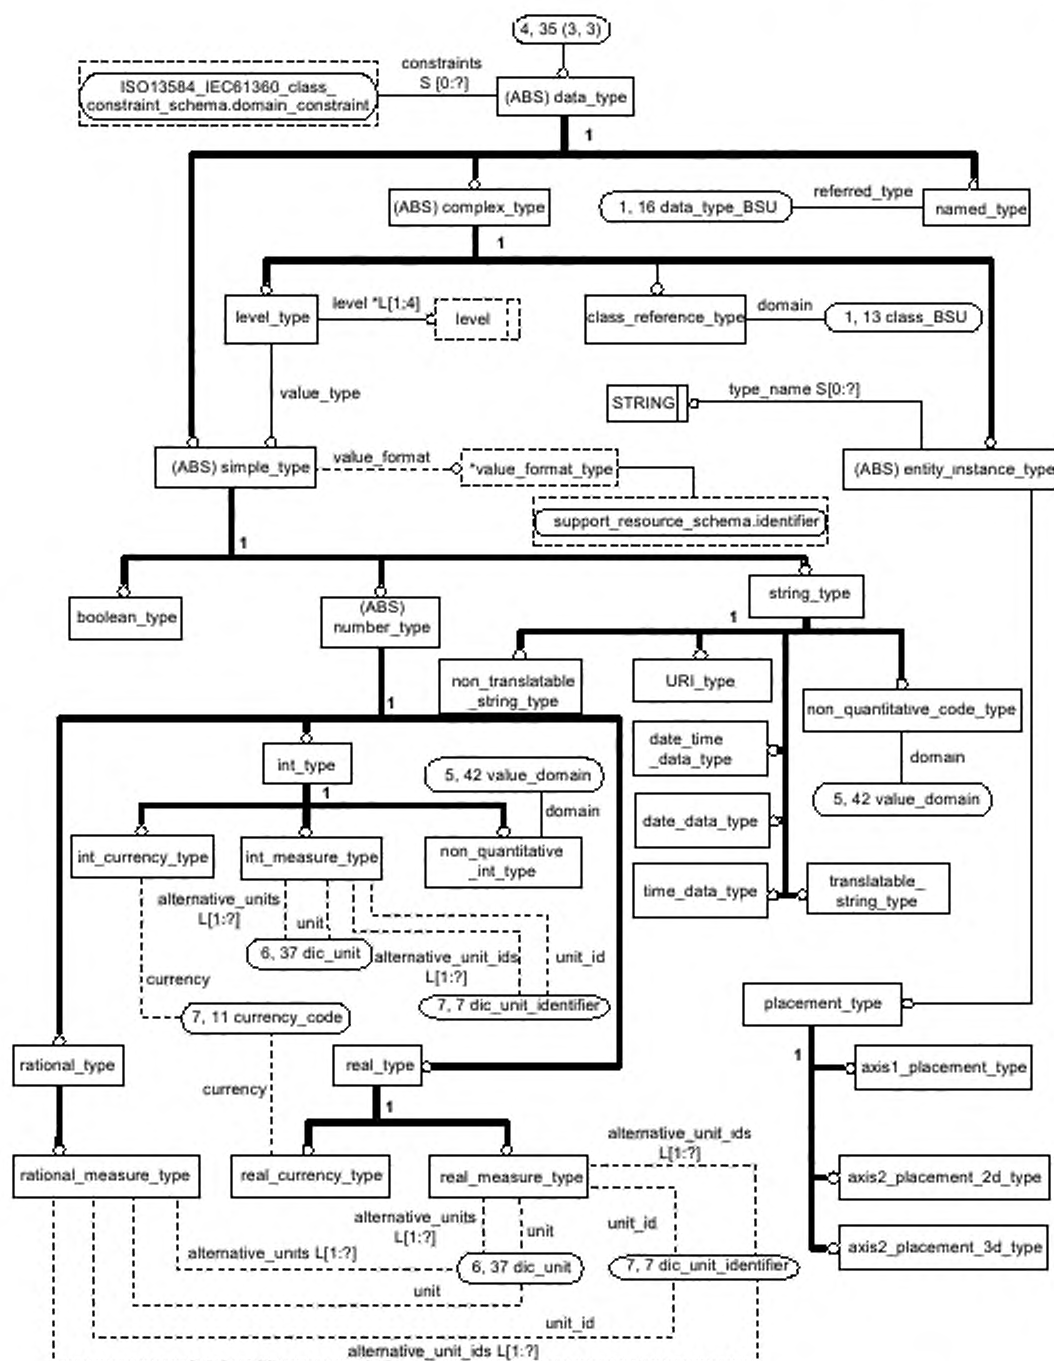 4, 35 (3, 3)
constraints
S [0:?]
ISO13584_IEC61360_class_
constraint_schema.domain_constraint
(ABS) data_type
1
(ABS) complex_type
1, 16 data_type_BSU
referred_type
named_type
1
level_type
level *L[1:4]
level
class_reference_type
domain
1, 13 class_BSU
value_type
STRING
type_name S[0:?]
(ABS) simple_type
value_format
*value_format_type
(ABS) entity_instance_type
support_resource_schema.identifier
1
boolean_type
(ABS)
number_type
string_type
1
non_translatable
_string_type
URI_type
non_quantitative_code_type
1
date_time
_data_type
domain
int_type
5, 42 value_domain
5, 42 value_domain
1
domain
date_data_type
int_currency_type
int_measure_type
non_quantitative
_int_type
time_data_type
translatable_
string_type
alternative_units
L[1:?]
unit
6, 37 dic_unit
alternative_unit_ids
L[1:?]
unit_id
currency
7, 7 dic_unit_identifier
7, 11 currency_code
placement_type
rational_type
real_type
1
axis1_placement_type
currency
1
alternative_unit_ids
L[1:?]
rational_measure_type
real_currency_type
real_measure_type
axis2_placement_2d_type
alternative_units
L[1:?]
unit
unit_id
alternative_units L[1:?]
6, 37 dic_unit
7, 7 dic_unit_identifier
axis2_placement_3d_type
unit
unit_id
alternative_unit_ids L[1:?]